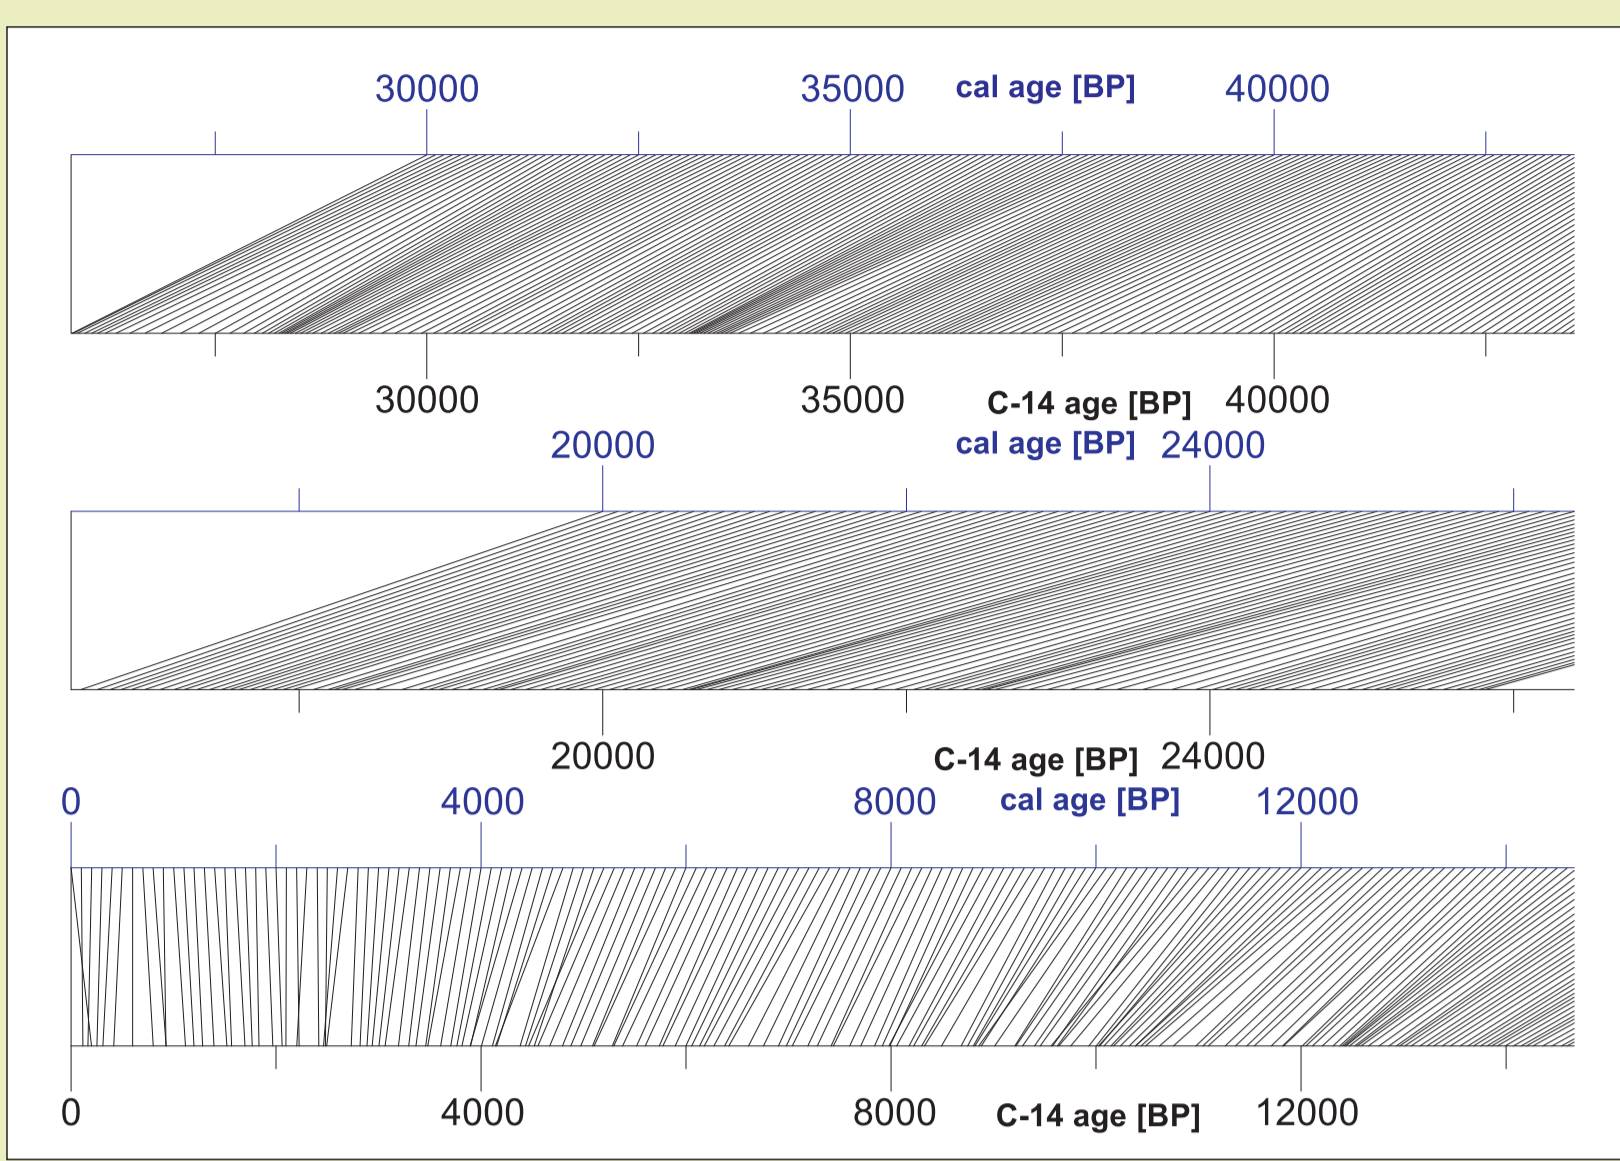 30000 35000 cal age [BP] 40000
30000 35000 C-14 age [BP] 40000
20000 cal age [BP] 24000
20000 C-14 age [BP] 24000
0 4000 8000 cal age [BP] 12000
0 4000 8000 C-14 age [BP] 12000